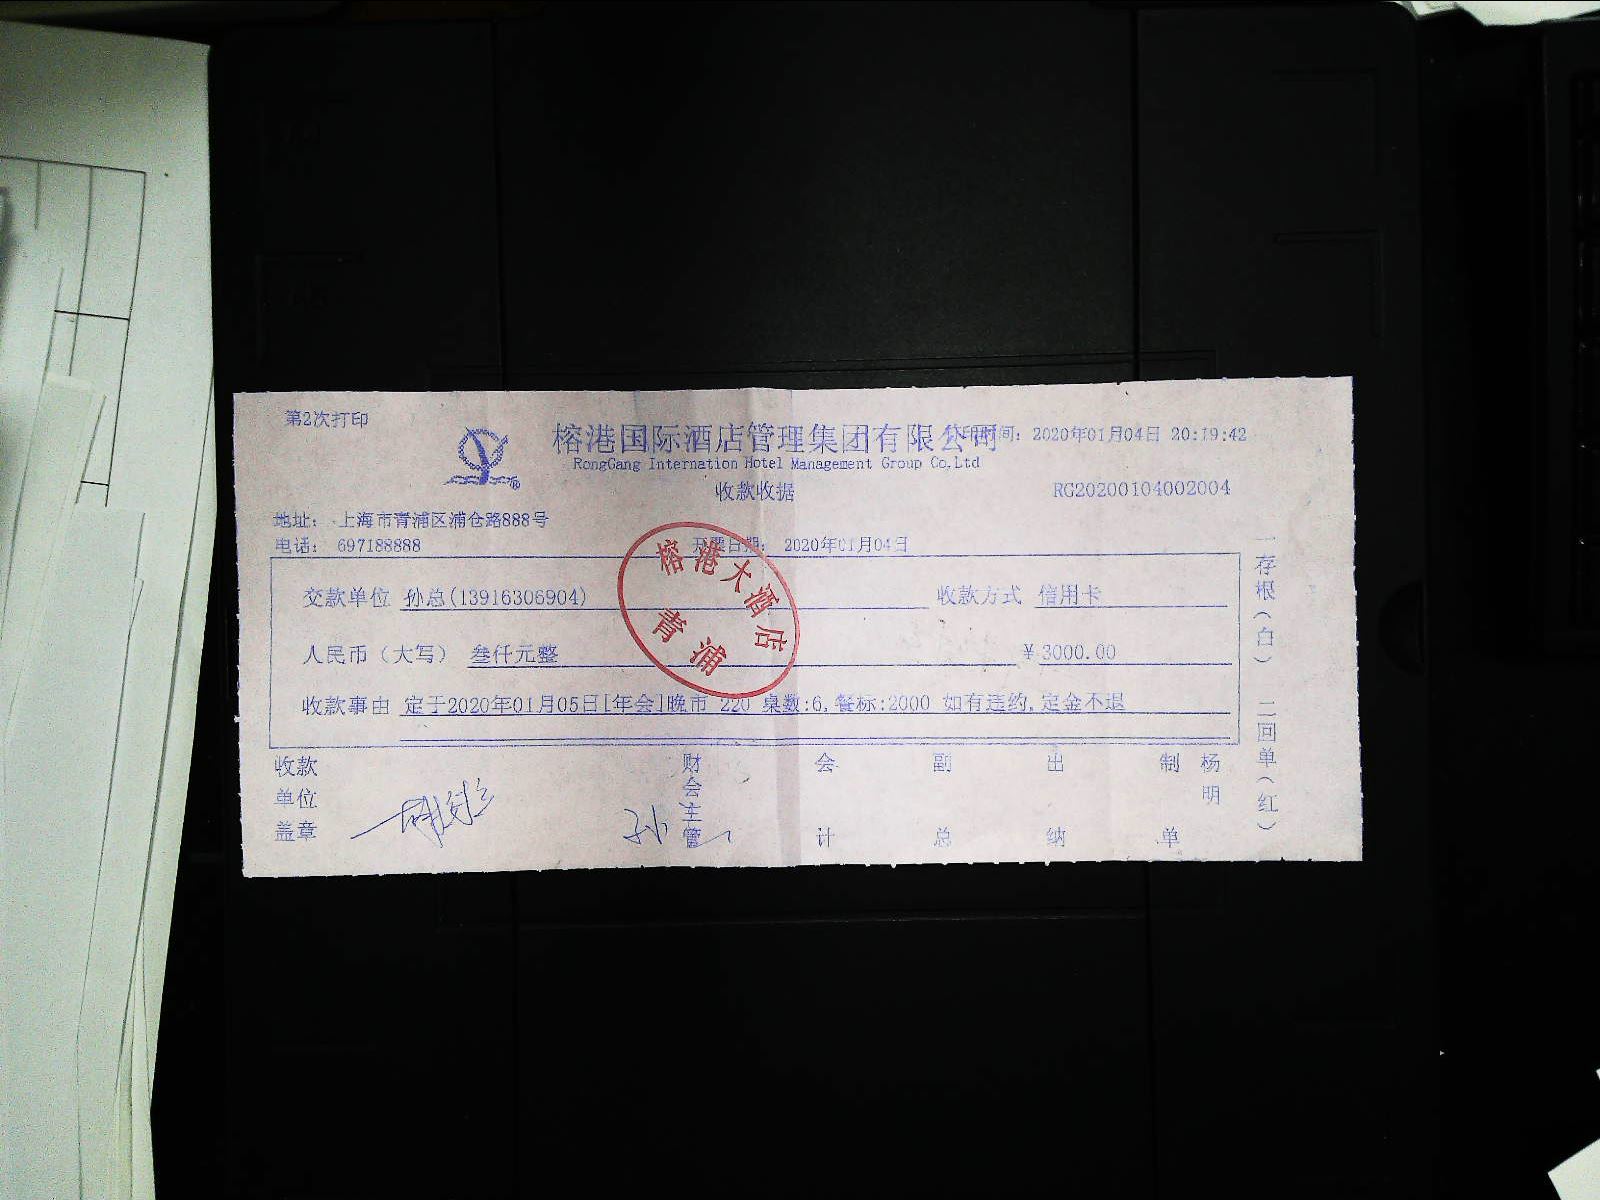 第2次打印
榕港国际酒店管理集团有限公司
打印时间: 2020年01月04日 20:19:42
RongGang Internation Hotel Management Group Co,Ltd
收款收据
RG20200104002004
地址: 上海市青浦区浦仓路888号
电话: 697188888
开票日期: 2020年01月04日
交款单位 孙总(13916306904) 收款方式 信用卡
人民币(大写) 叁仟元整 ¥3000.00
收款事由 定于2020年01月05日[年会]晚市 220 桌数:6,餐标:2000 如有违约,定金不退
榕港大酒店
青浦
收款单位盖章
财会主管
会计
副总
出纳
制单 杨明
孙
一存根(白) 二回单(红)